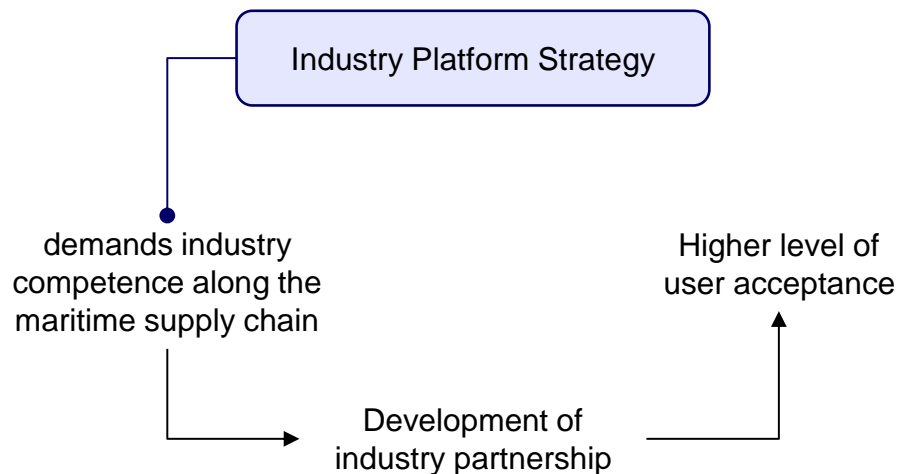 Industry Platform Strategy
demands industry
competence along the
maritime supply chain
Higher level of
user acceptance
Development of
industry partnership